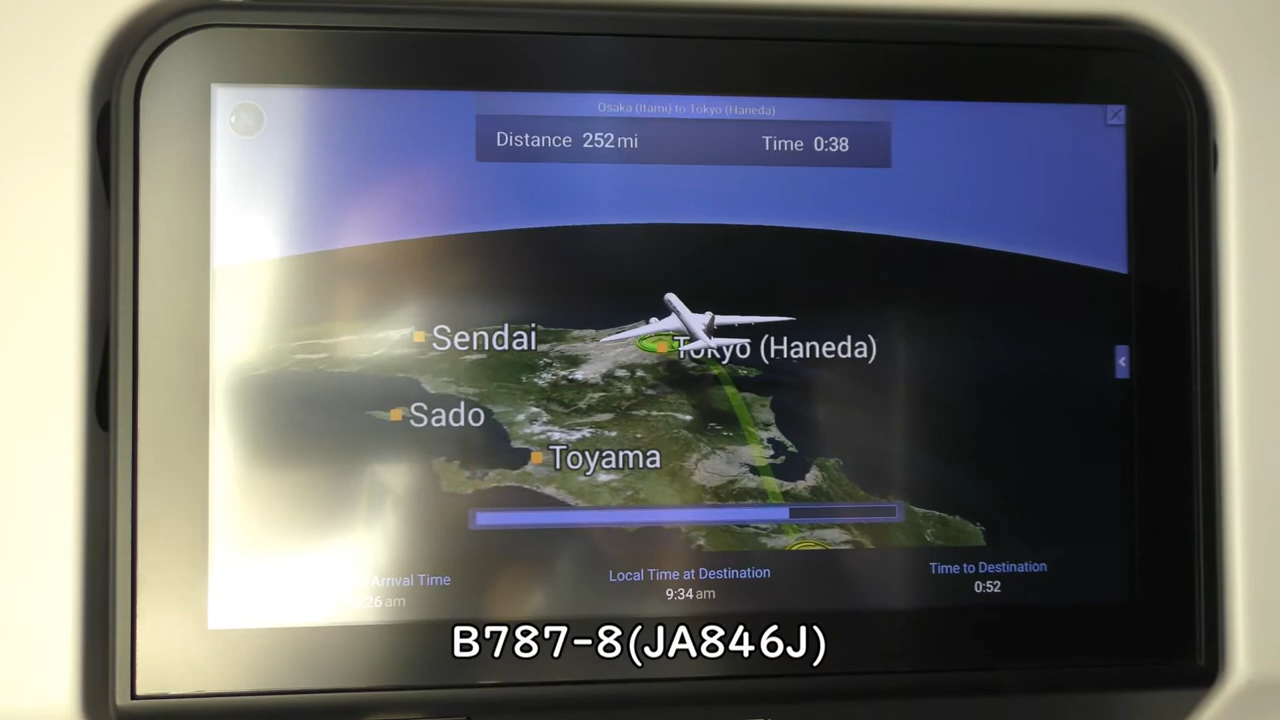 Osaka (Itami) to Tokyo (Haneda)
Distance 252 mi
Time 0:38
Sendai
Tokyo (Haneda)
Sado
Toyama
Arrival Time
am
Local Time at Destination
9:34 am
Time to Destination
0:52
B787-8(JA846J)